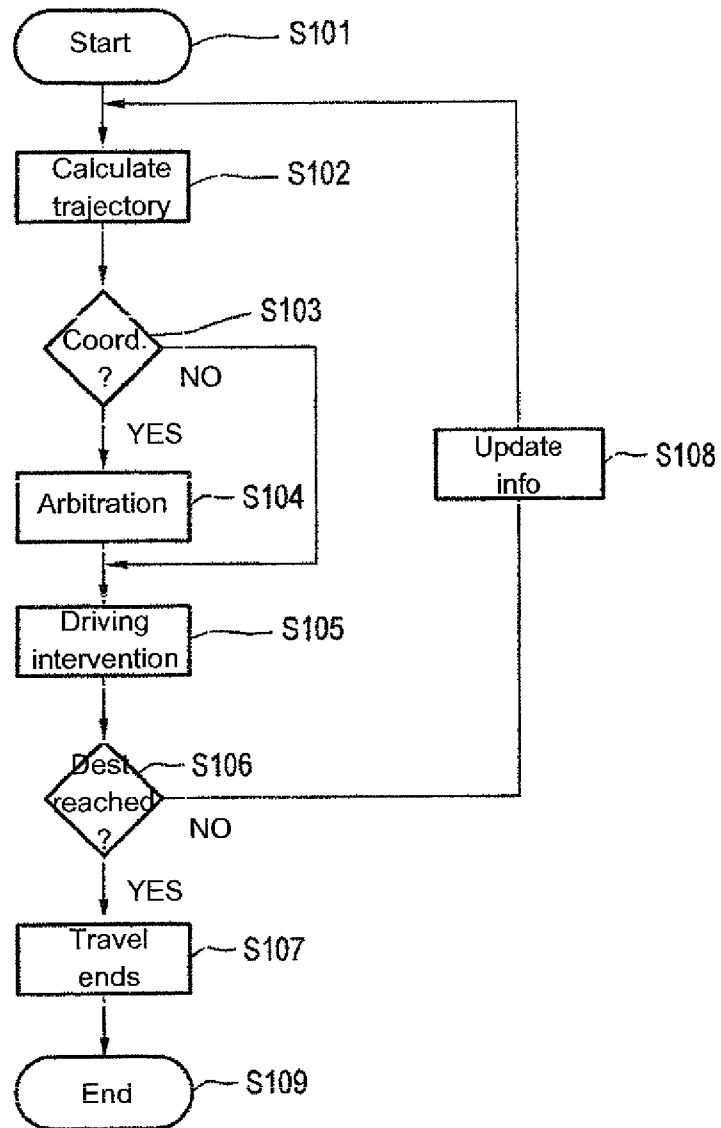 Start
S101
Calculate
trajectory
S102
Coord.
?
S103
NO
YES
Arbitration
S104
Driving
intervention
S105
Dest
reached
?
S106
NO
YES
Update
info
S108
Travel
ends
S107
End
S109